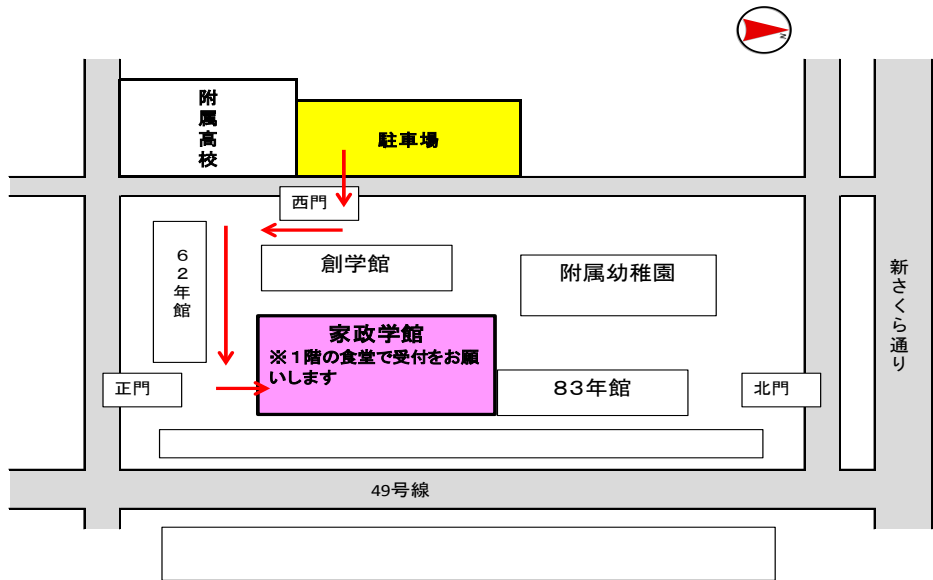 N
附属高校
駐車場
西門
６２年館
創学館
附属幼稚園
新さくら通り
家政学館
※１階の食堂で受付をお願
いします
正門
８３年館
北門
49号線